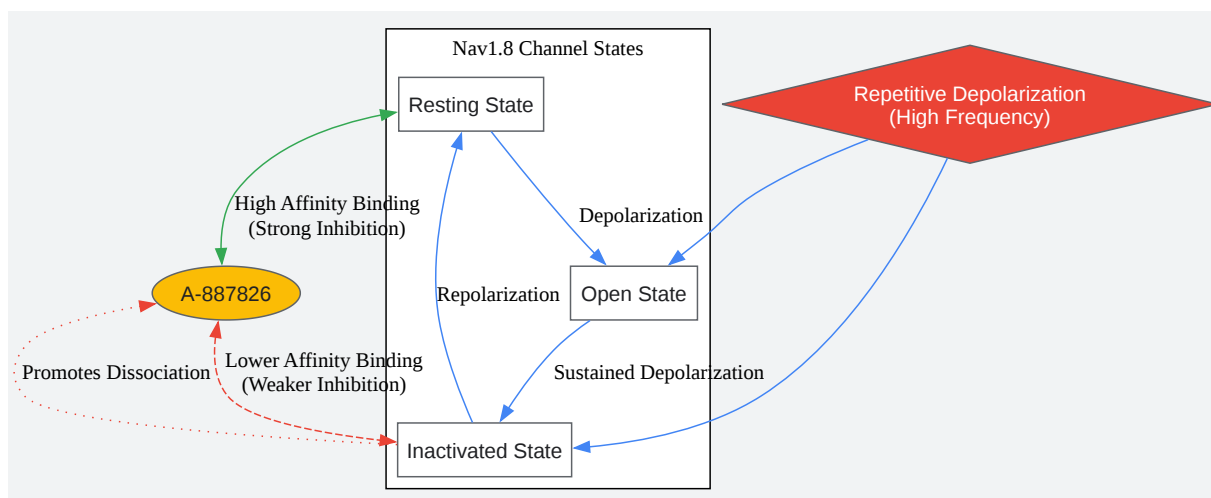 Nav1.8 Channel States
Resting State
Repetitive Depolarization
(High Frequency)
High Affinity Binding
(Strong Inhibition)
Depolarization
A-887826
Repolarization
Open State
Promotes Dissociation
Lower Affinity Binding
(Weaker Inhibition)
Sustained Depolarization
Inactivated State